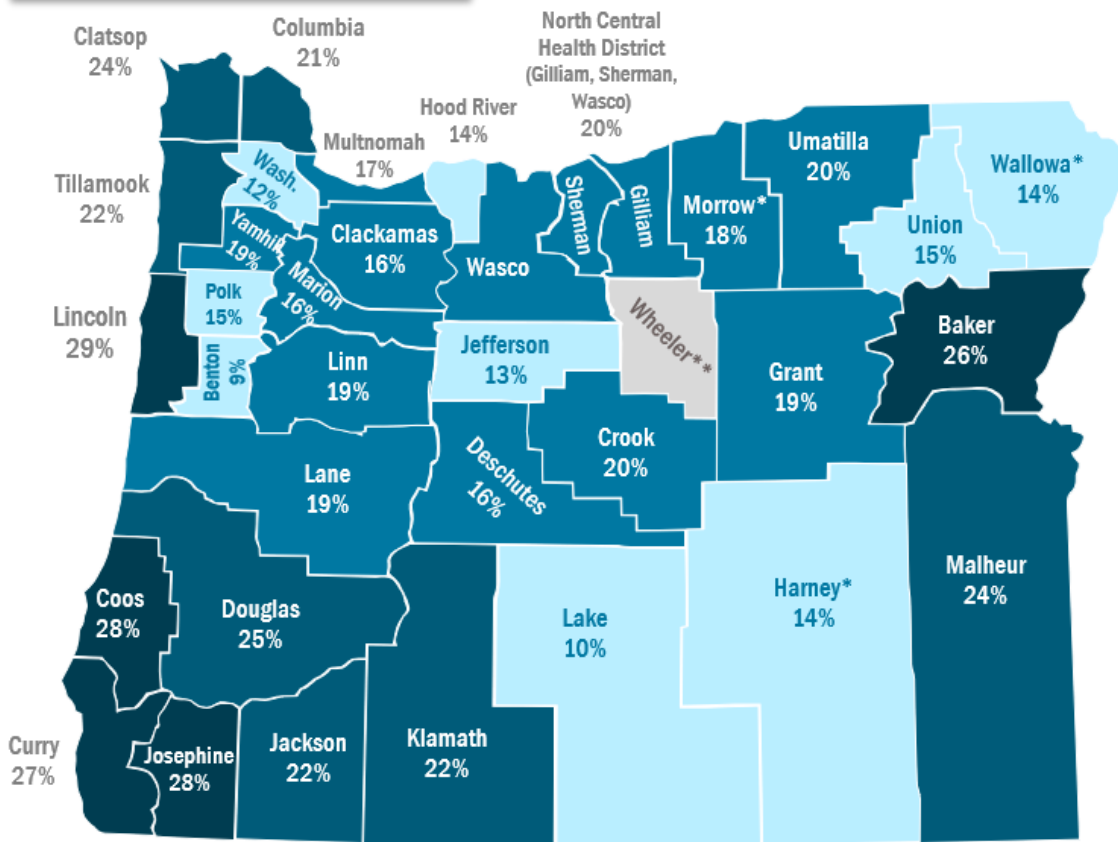 Clatsop
24%
Columbia
21%
North Central
Health District
(Gilliam, Sherman,
Wasco)
20%
Hood River
14%
Multnomah
17%
Tillamook
22%
Wash.
12%
Yamhill
19%
Clackamas
16%
Marion
16%
Wasco
Sherman
Gilliam
Morrow*
18%
Umatilla
20%
Union
15%
Wallowa*
14%
Lincoln
29%
Polk
15%
Benton
9%
Linn
19%
Jefferson
13%
Wheeler**
Grant
19%
Baker
26%
Lane
19%
Deschutes
16%
Crook
20%
Coos
28%
Douglas
25%
Lake
10%
Harney*
14%
Malheur
24%
Curry
27%
Josephine
28%
Jackson
22%
Klamath
22%